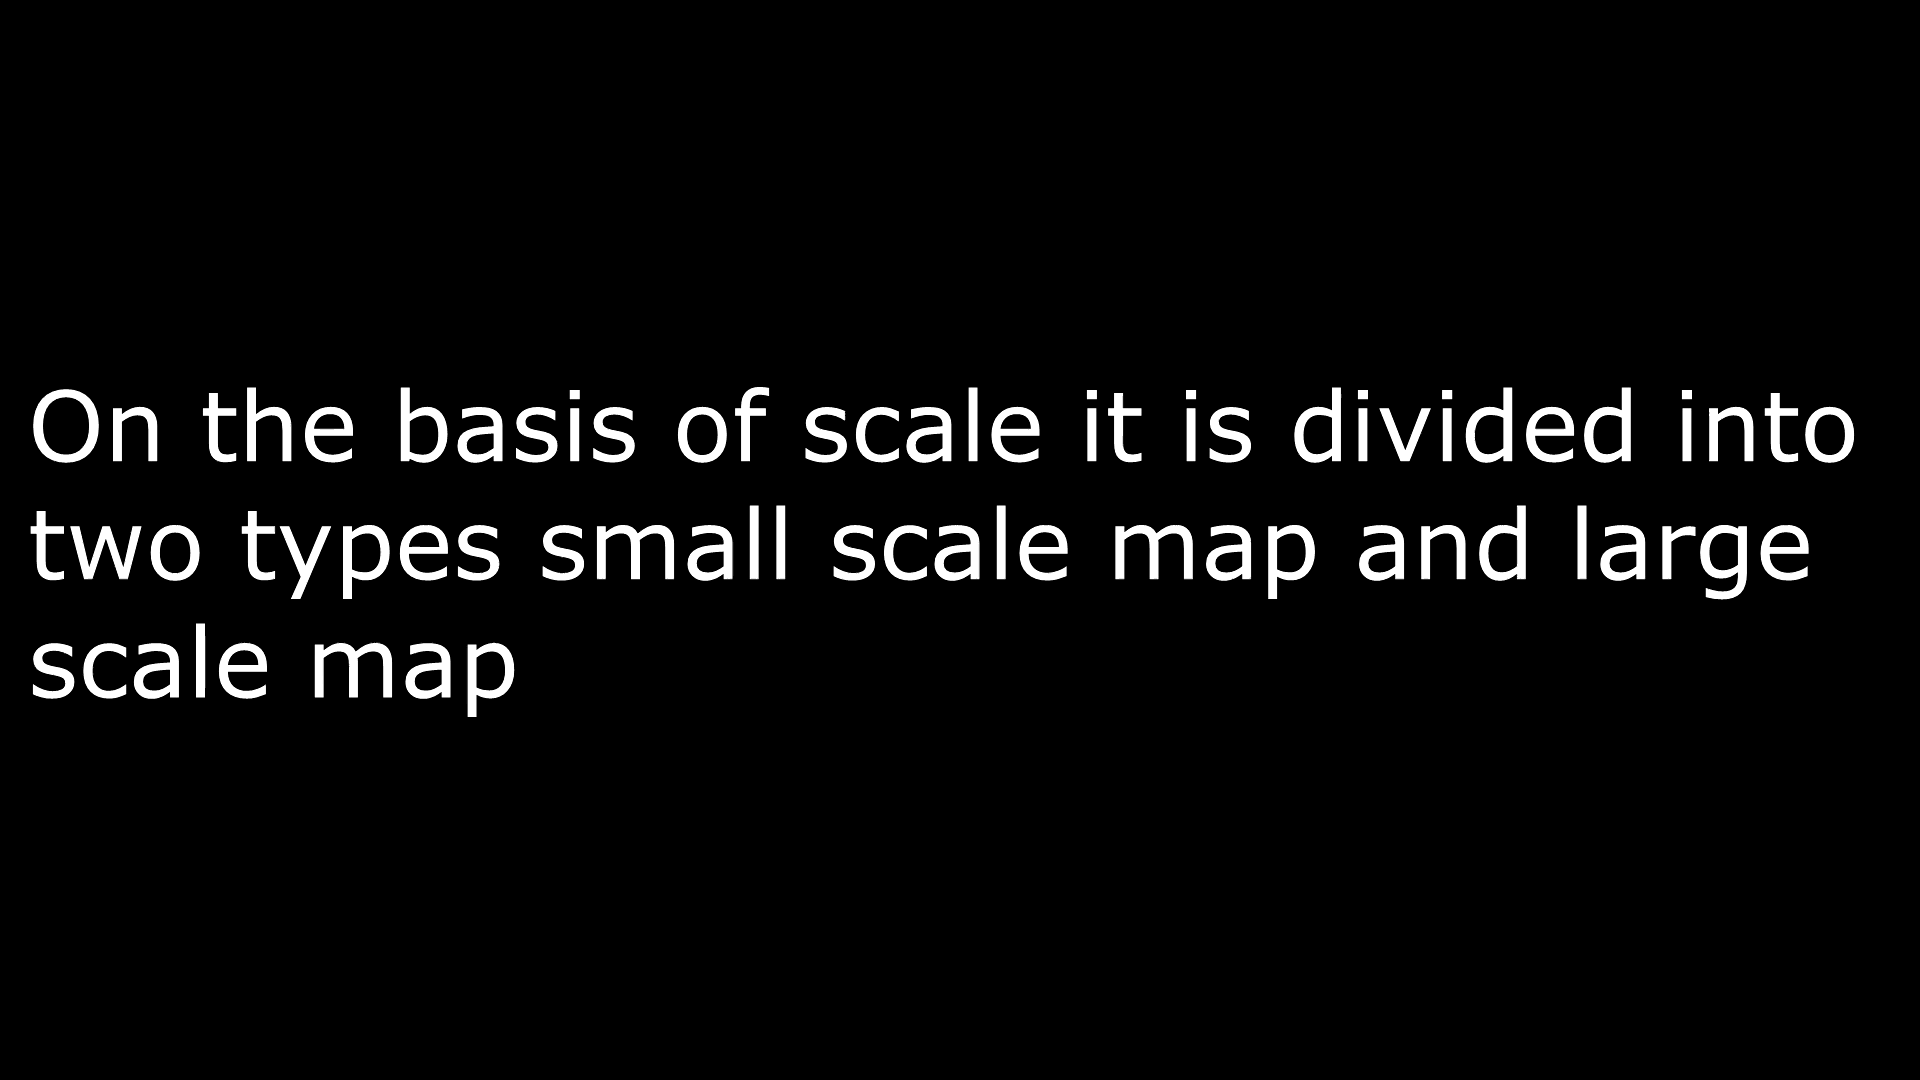 On the basis of scale it is divided into
two types small scale map and large
scale map